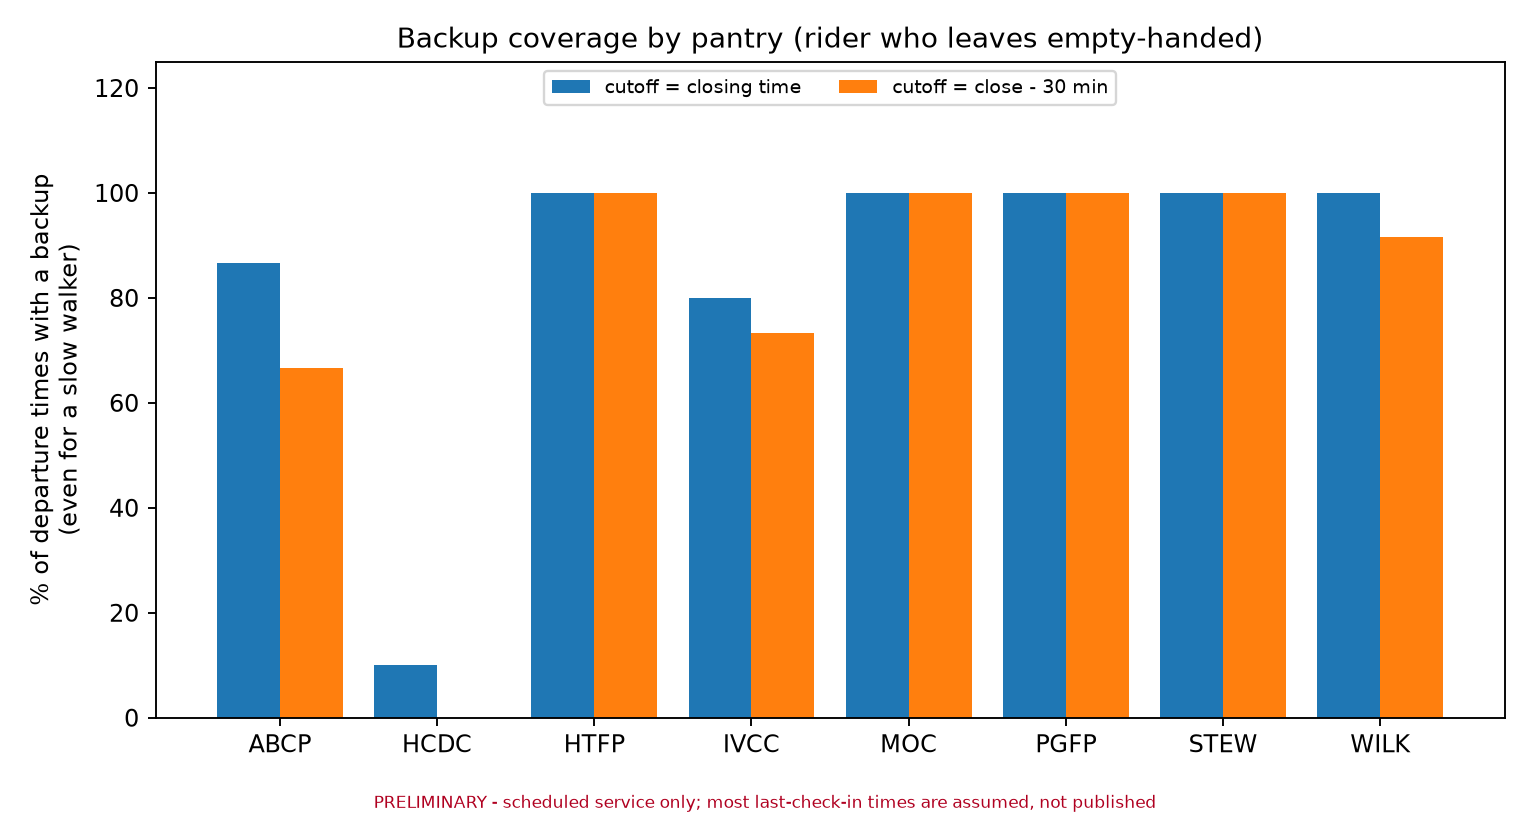 Backup coverage by pantry (rider who leaves empty-handed)
cutoff = closing time
cutoff = close - 30 min
% of departure times with a backup
(even for a slow walker)
120
100
80
60
40
20
0
ABCP
HCDC
HTFP
IVCC
MOC
PGFP
STEW
WILK
PRELIMINARY - scheduled service only; most last-check-in times are assumed, not published